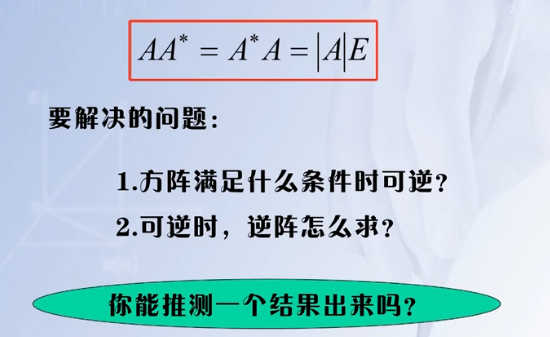 AA* = A*A = |A|E
要解决的问题：
1.方阵满足什么条件时可逆？
2.可逆时，逆阵怎么求？
你能推测一个结果出来吗？